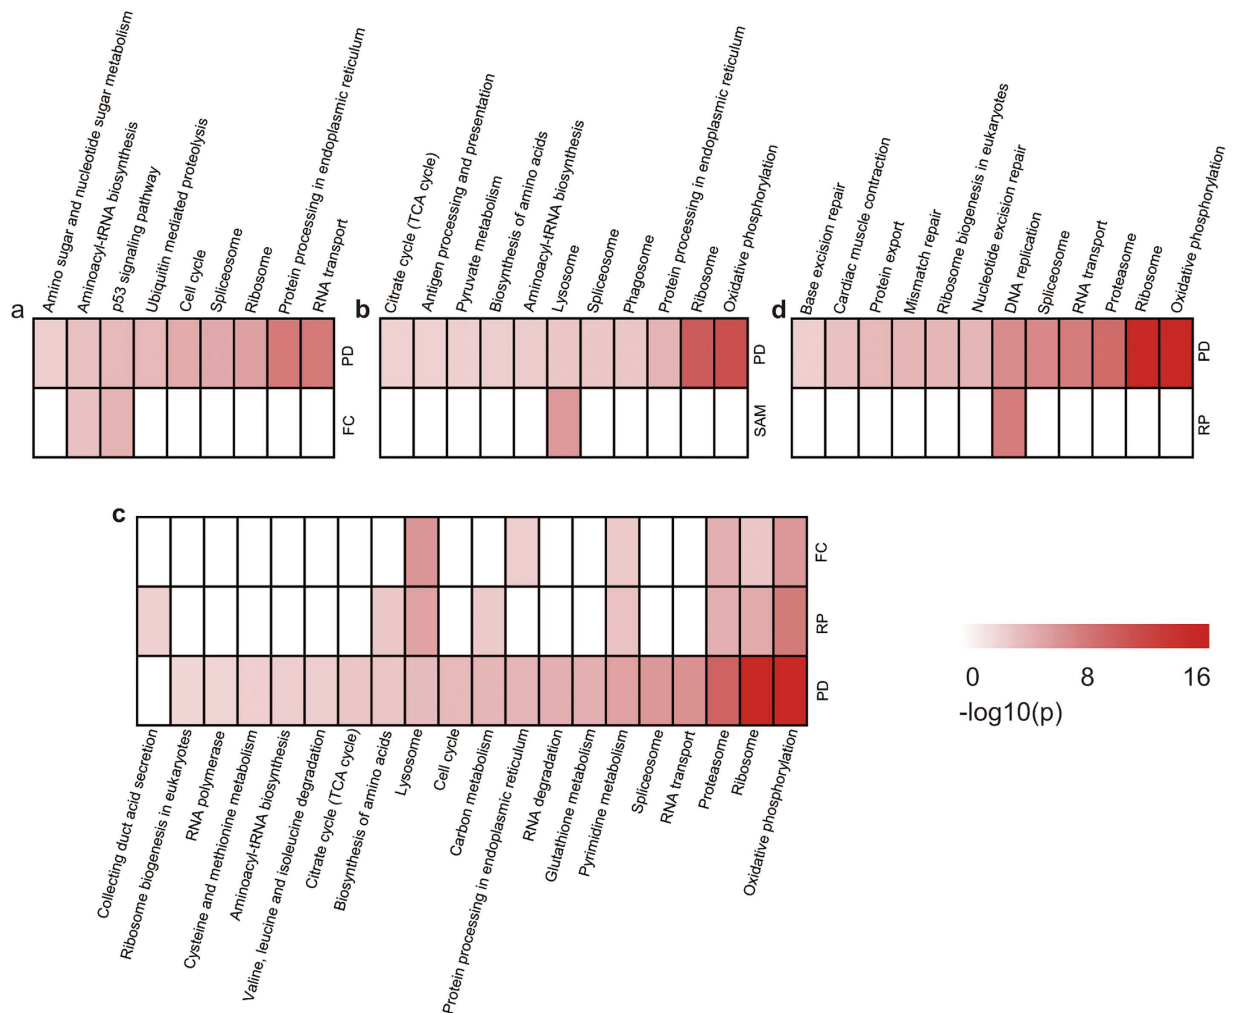 a
Amino sugar and nucleotide sugar metabolism
Aminoacyl-tRNA biosynthesis
p53 signaling pathway
Ubiquitin mediated proteolysis
Cell cycle
Spliceosome
Ribosome
Protein processing in endoplasmic reticulum
RNA transport
PD
FC
b
Citrate cycle (TCA cycle)
Antigen processing and presentation
Pyruvate metabolism
Biosynthesis of amino acids
Aminoacyl-tRNA biosynthesis
Lysosome
Spliceosome
Phagosome
Protein processing in endoplasmic reticulum
Ribosome
Oxidative phosphorylation
PD
SAM
d
Base excision repair
Cardiac muscle contraction
Protein export
Mismatch repair
Ribosome biogenesis in eukaryotes
Nucleotide excision repair
DNA replication
Spliceosome
RNA transport
Proteasome
Ribosome
Oxidative phosphorylation
PD
RP
c
FC
RP
PD
Collecting duct acid secretion
Ribosome biogenesis in eukaryotes
RNA polymerase
Cysteine and methionine metabolism
Aminoacyl-tRNA biosynthesis
Valine, leucine and isoleucine degradation
Citrate cycle (TCA cycle)
Biosynthesis of amino acids
Lysosome
Cell cycle
Carbon metabolism
Protein processing in endoplasmic reticulum
RNA degradation
Glutathione metabolism
Pyrimidine metabolism
Spliceosome
RNA transport
Proteasome
Ribosome
Oxidative phosphorylation
0 8 16
-log10(p)